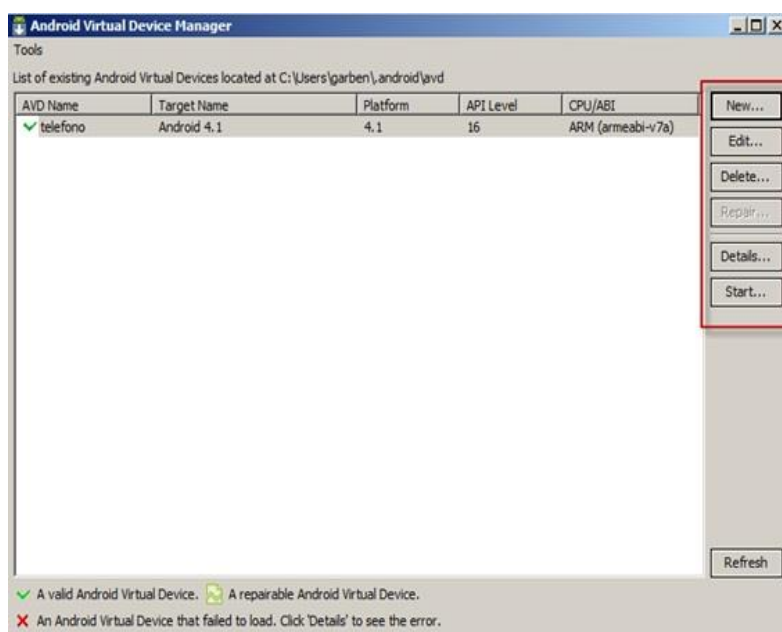 Android Virtual Device Manager
Tools
List of existing Android Virtual Devices located at C:\Users\garben\.android\avd
AVD Name Target Name Platform API Level CPU/ABI
telefono Android 4.1 4.1 16 ARM (armeabi-v7a)
New...
Edit...
Delete...
Repair...
Details...
Start...
Refresh
A valid Android Virtual Device. A repairable Android Virtual Device.
An Android Virtual Device that failed to load. Click 'Details' to see the error.